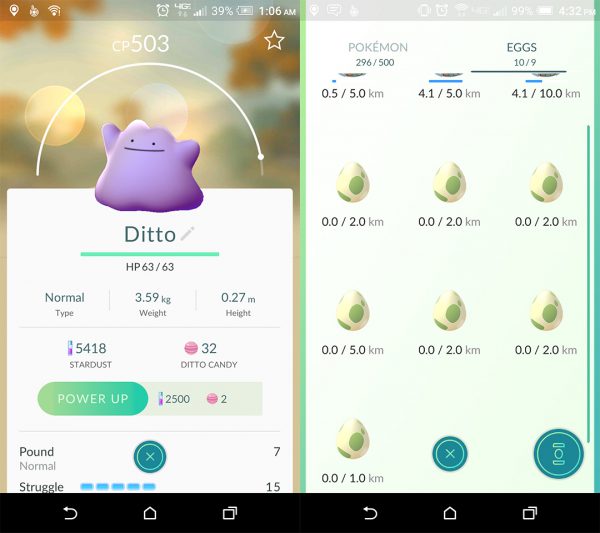 39% 1:06 AM
CP503
Ditto
HP 63 / 63
Normal 3.59 kg 0.27 m
Type Weight Height
5418 32
STARDUST DITTO CANDY
POWER UP 2500 2
Pound 7
Normal
Struggle 15
99% 4:32 PM
POKÉMON EGGS
296 / 500 10 / 9
0.5 / 5.0 km 4.1 / 5.0 km 4.1 / 10.0 km
0.0 / 2.0 km 0.0 / 2.0 km 0.0 / 2.0 km
0.0 / 5.0 km 0.0 / 2.0 km 0.0 / 2.0 km
0.0 / 1.0 km